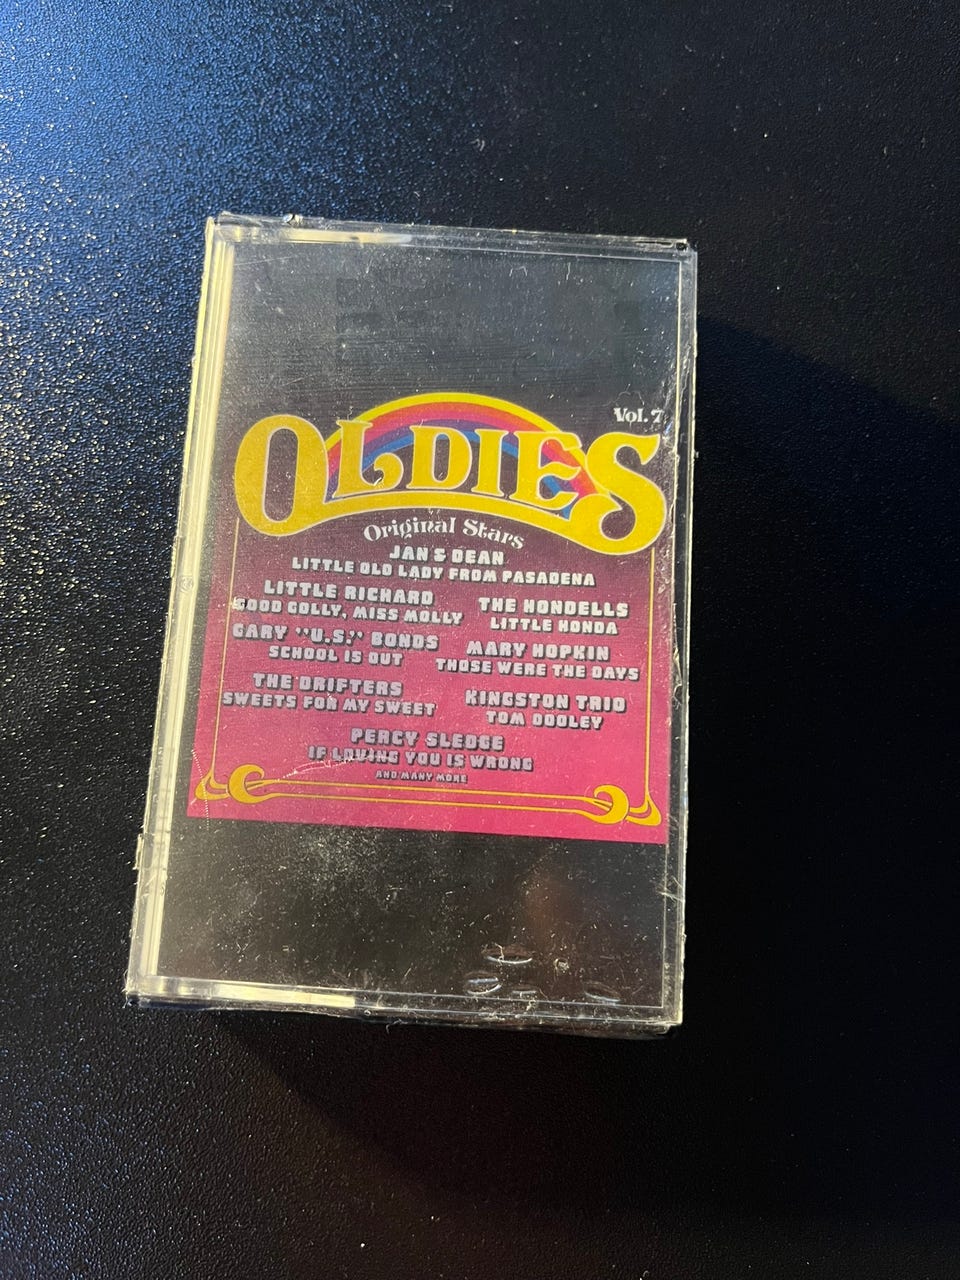 Vol. 7
OLDIES
Original Stars
JAN & DEAN
LITTLE OLD LADY FROM PASADENA
LITTLE RICHARD
GOOD GOLLY, MISS MOLLY
THE HONDELLS
LITTLE HONDA
GARY "U.S." BONDS
SCHOOL IS OUT
MARY HOPKIN
THOSE WERE THE DAYS
THE DRIFTERS
SWEETS FOR MY SWEET
KINGSTON TRIO
TOM DOOLEY
PERCY SLEDGE
IF LOVING YOU IS WRONG
AND MANY MORE